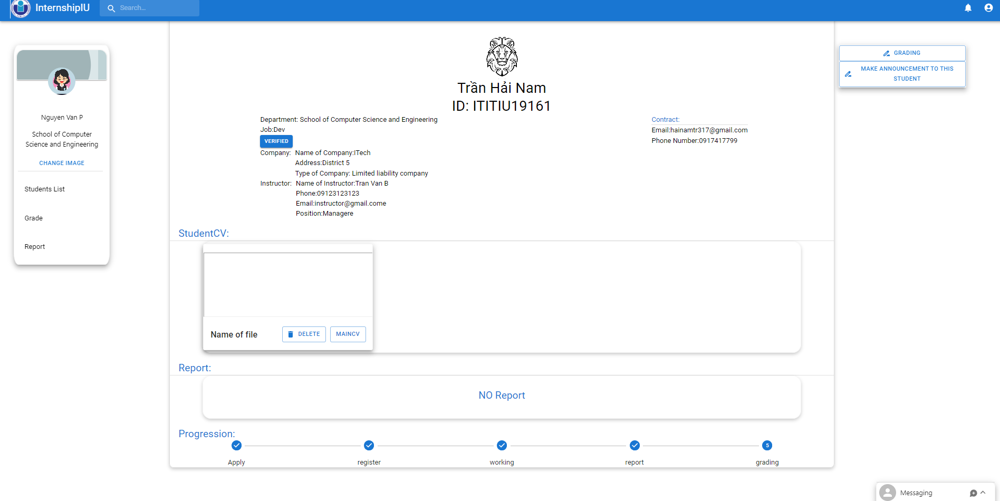 InternshipIU
Search...
Nguyen Van P
School of Computer
Science and Engineering
CHANGE IMAGE
Students List
Grade
Report
Trần Hải Nam
ID: ITITIU19161
Department: School of Computer Science and Engineering
Job:Dev
VERIFIED
Company: Name of Company:ITech
Address:District 5
Type of Company: Limited liability company
Instructor: Name of Instructor:Tran Van B
Phone:09123123123
Email:instructor@gmail.come
Position:Managere
Contract:
Email:hainamtr317@gmail.com
Phone Number:0917417799
GRADING
MAKE ANNOUNCEMENT TO THIS
STUDENT
StudentCV:
Name of file
DELETE
MAINCV
Report:
NO Report
Progression:
5
Apply
register
working
report
grading
Messaging